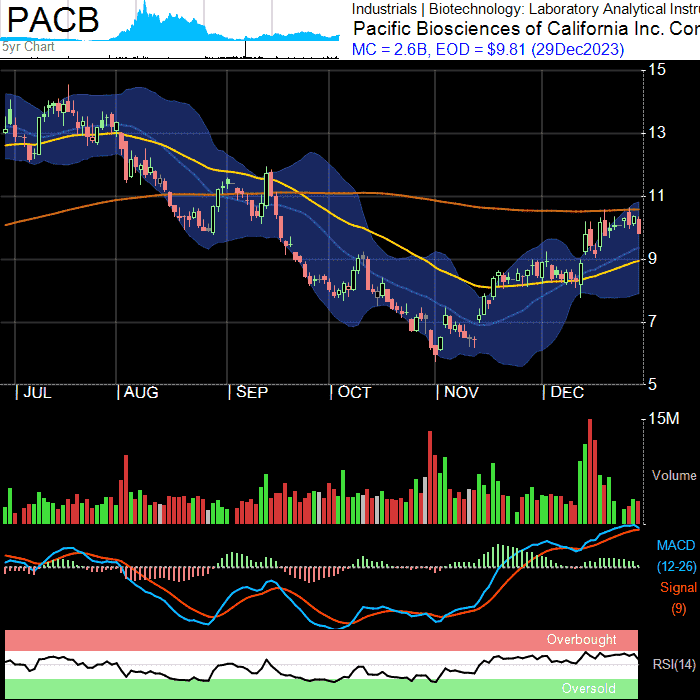 PACB
5yr Chart
Industrials | Biotechnology: Laboratory Analytical Instru
Pacific Biosciences of California Inc. Con
MC = 2.6B, EOD = $9.81 (29Dec2023)
15
13
11
9
7
5
| JUL | AUG | SEP | OCT | NOV | DEC
15M
Volume
MACD
(12-26)
Signal
(9)
Overbought
RSI(14)
Oversold